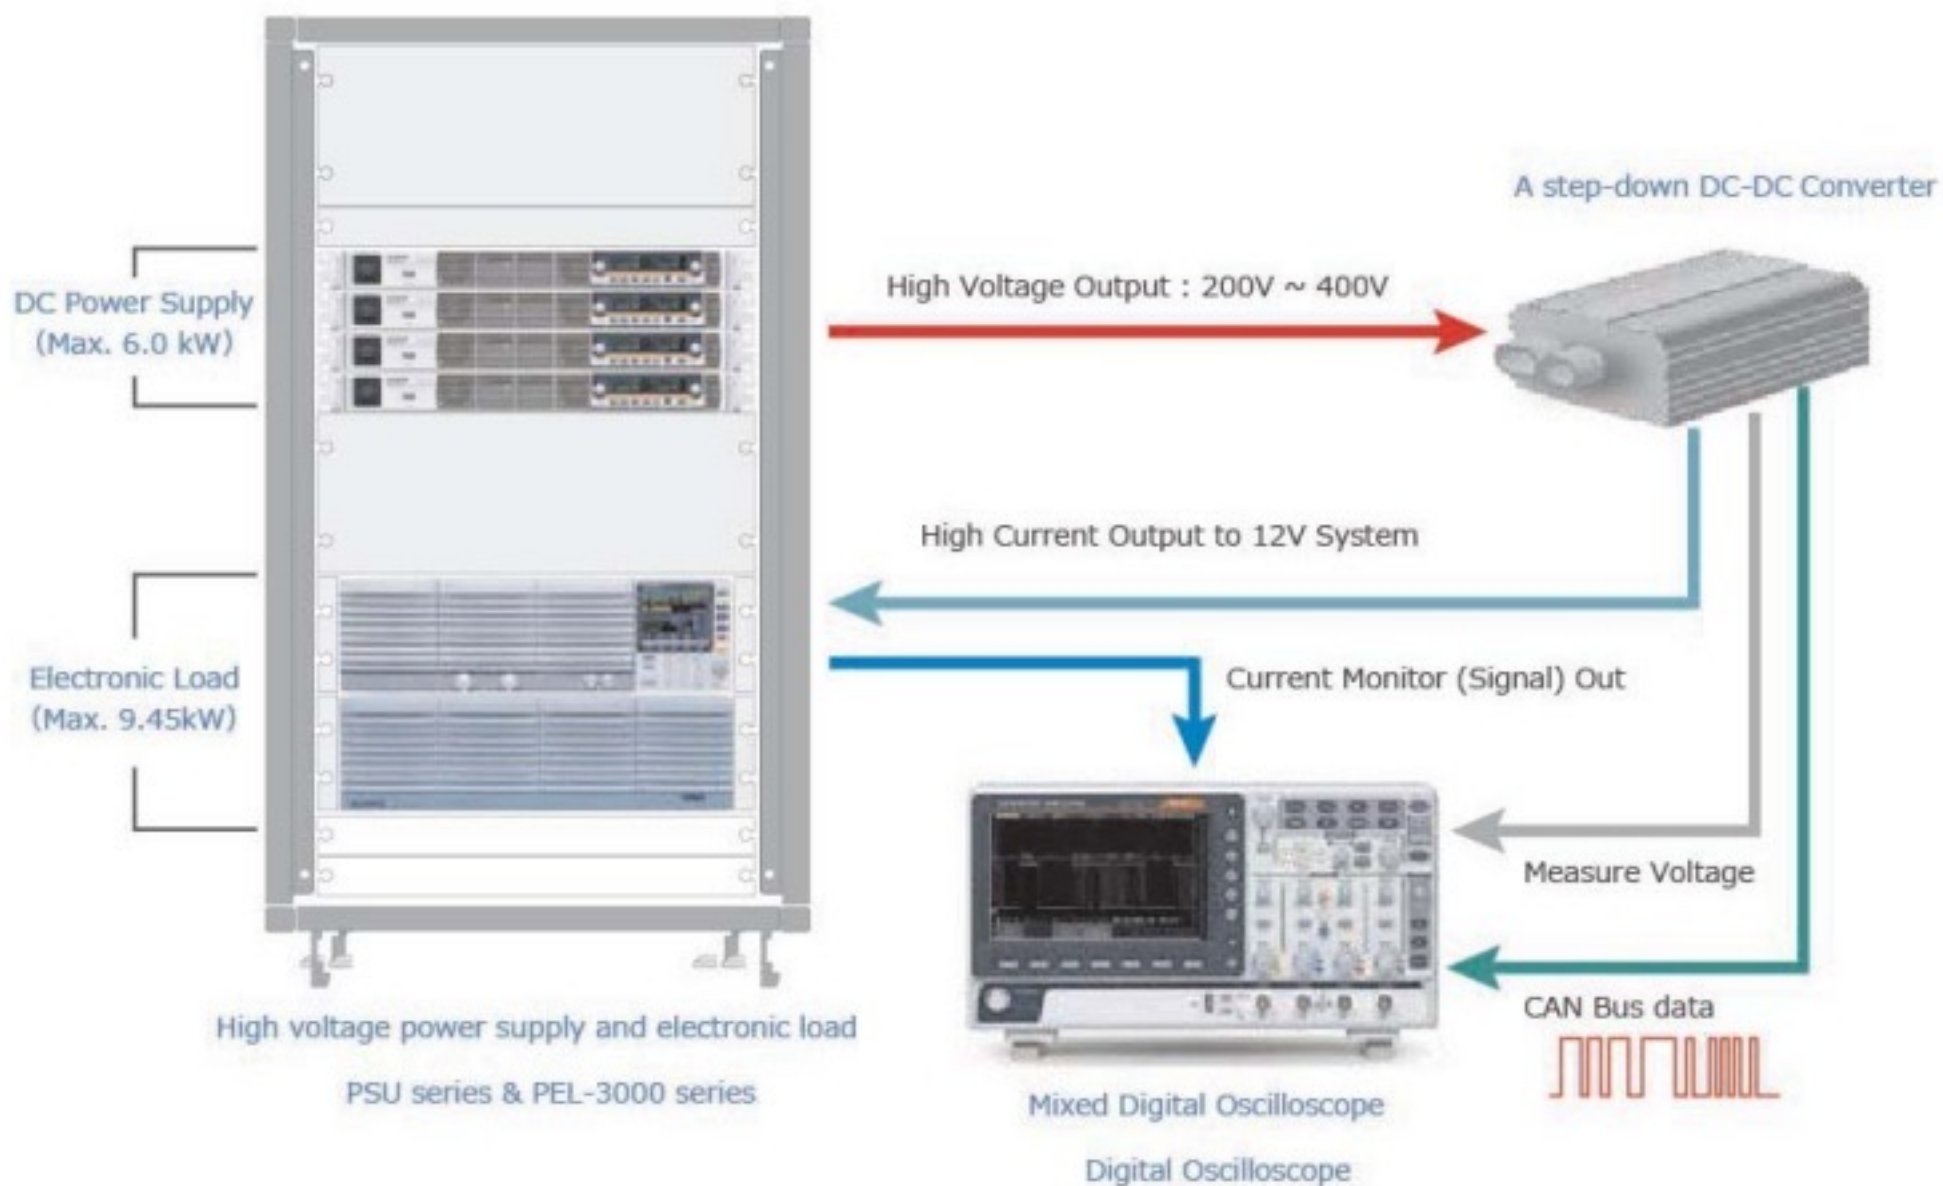 A step-down DC-DC Converter
DC Power Supply
(Max. 6.0 kW)
High Voltage Output : 200V ~ 400V
High Current Output to 12V System
Electronic Load
(Max. 9.45kW)
Current Monitor (Signal) Out
Measure Voltage
CAN Bus data
High voltage power supply and electronic load
PSU series & PEL-3000 series
Mixed Digital Oscilloscope
Digital Oscilloscope